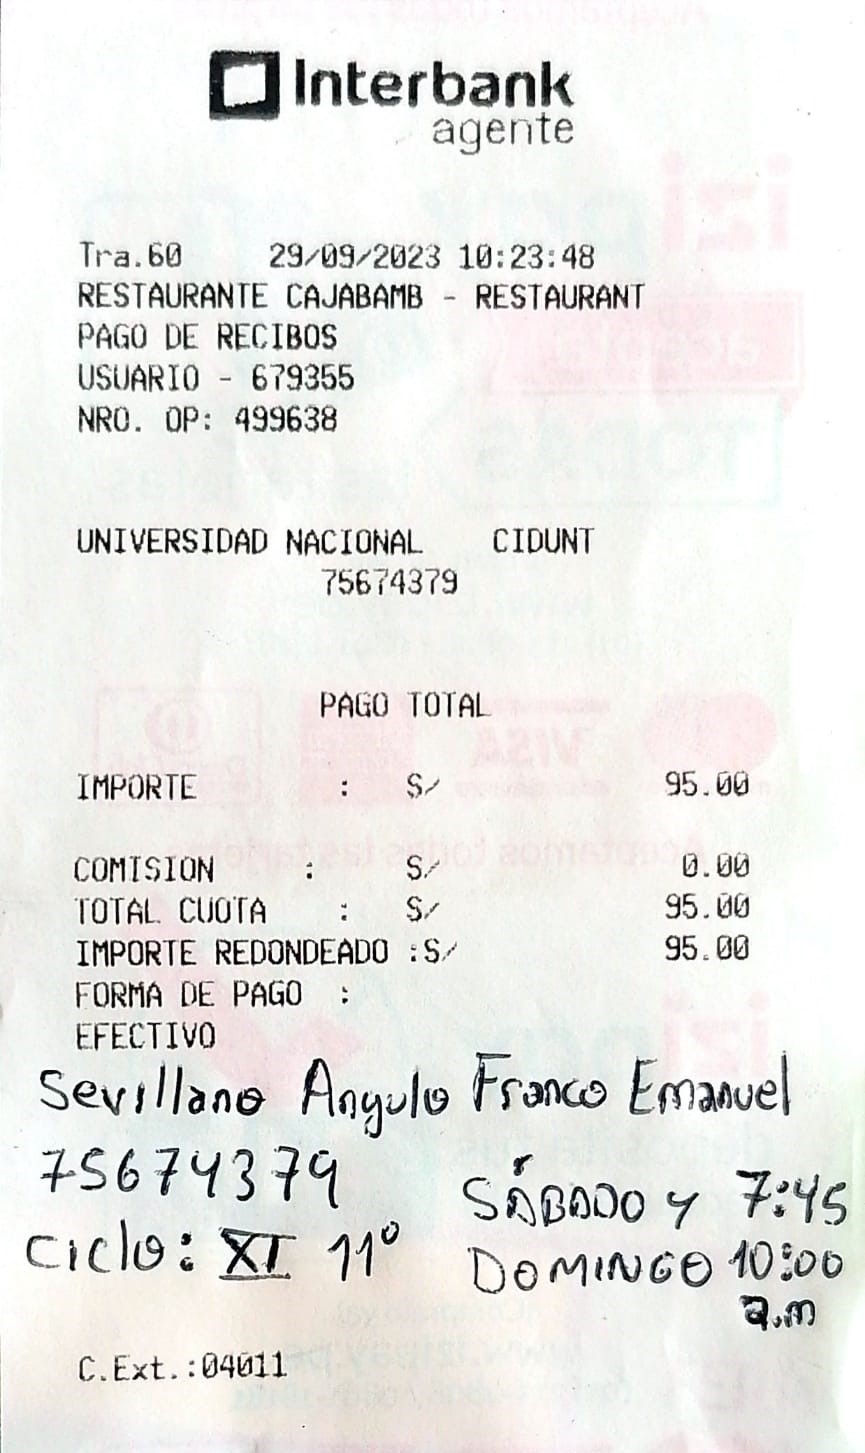 Interbank
agente
Tra.60 29/09/2023 10:23:48
RESTAURANTE CAJABAMB - RESTAURANT
PAGO DE RECIBOS
USUARIO - 679355
NRO. OP: 499638
UNIVERSIDAD NACIONAL CIDUNT
75674379
PAGO TOTAL
IMPORTE : S/ 95.00
COMISION : S/ 0.00
TOTAL CUOTA : S/ 95.00
IMPORTE REDONDEADO :S/ 95.00
FORMA DE PAGO :
EFECTIVO
Sevillano Angulo Franco Emanuel
75674379
Ciclo: XI 11°
SÁBADO Y 7:45
DOMINGO 10:00
a.m
C.Ext.:04011